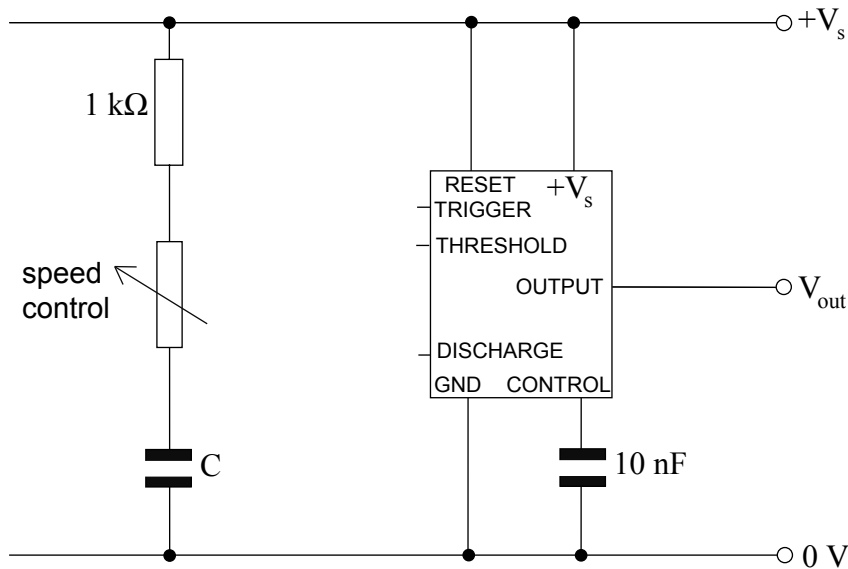 +Vs
1 kΩ
RESET
+Vs
TRIGGER
THRESHOLD
speed
control
OUTPUT
Vout
DISCHARGE
GND
CONTROL
C
10 nF
0 V